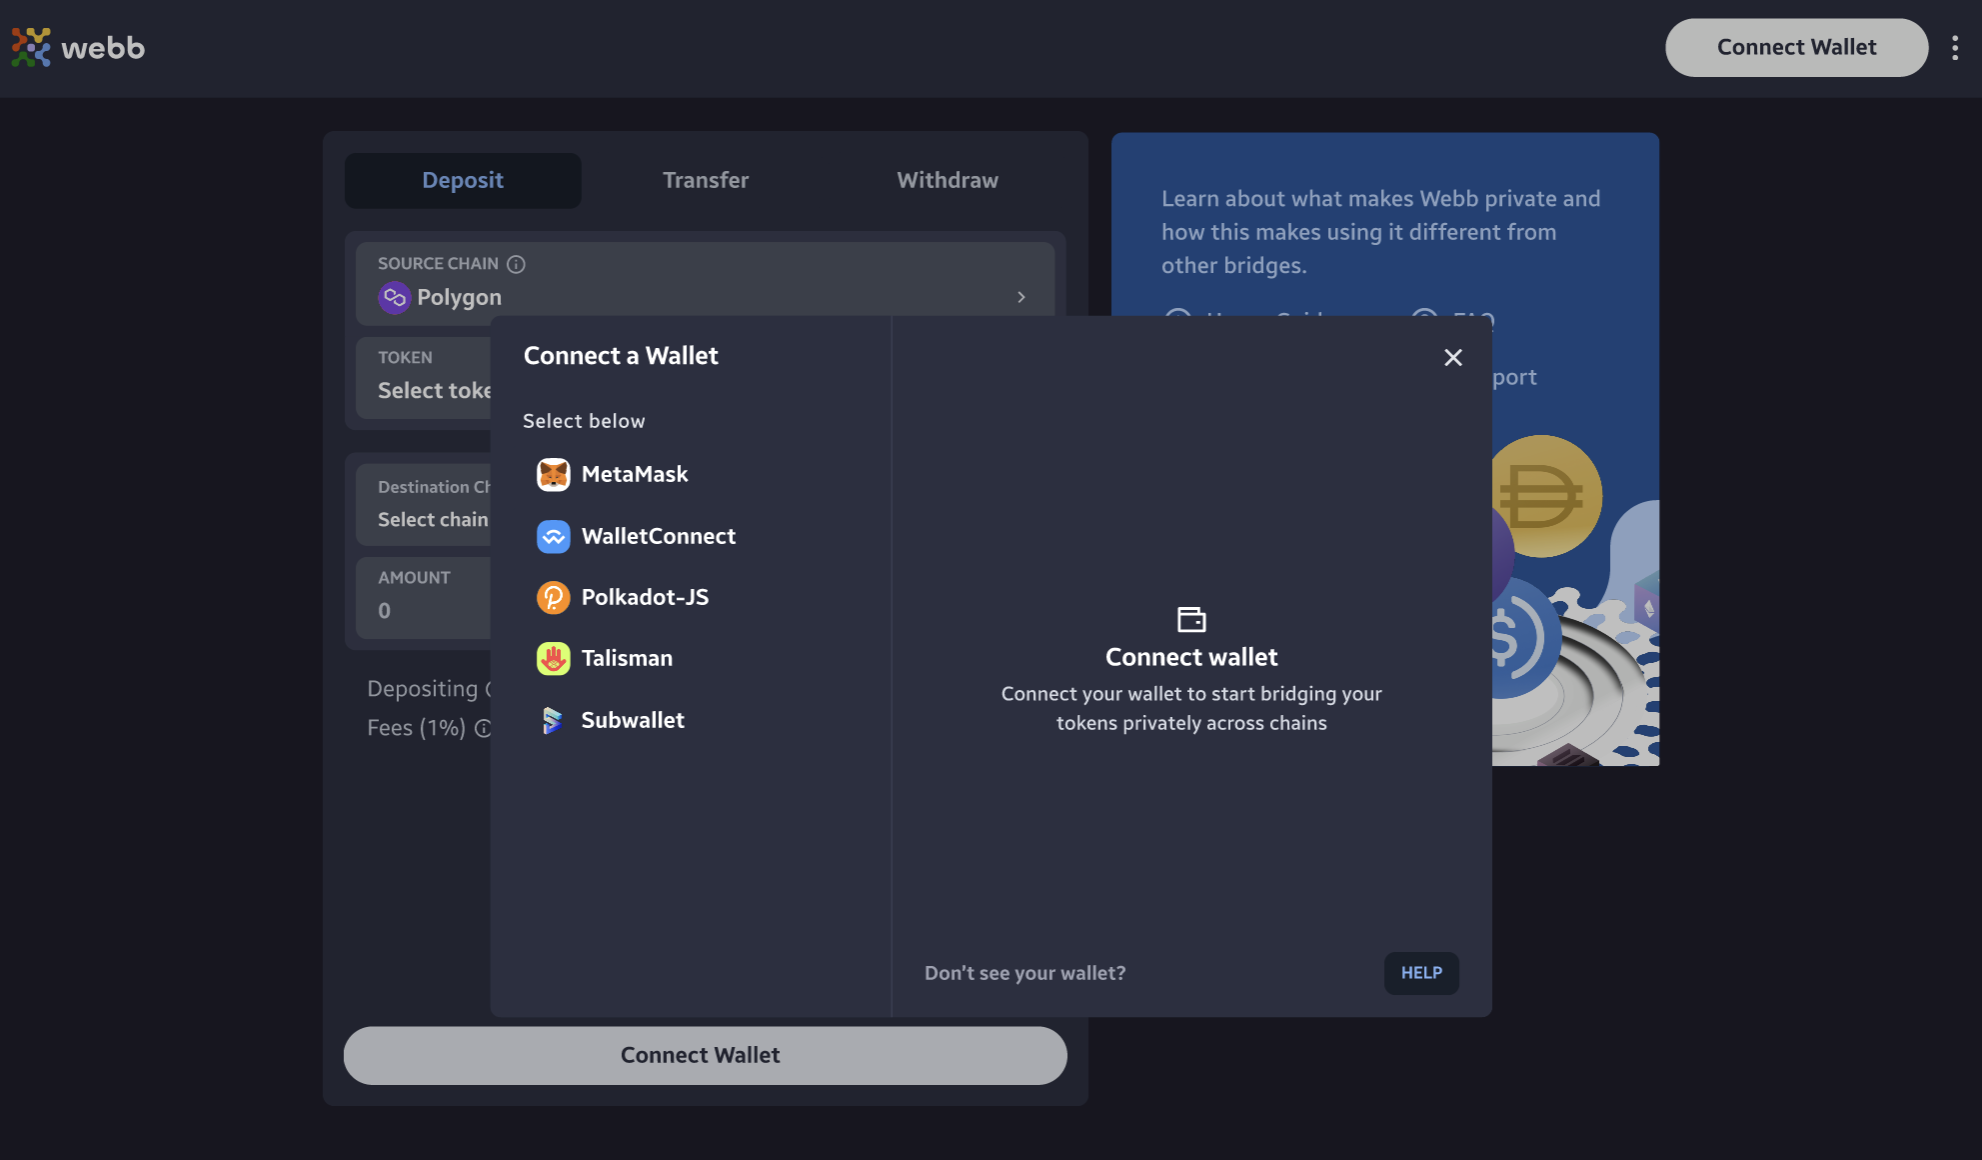 webb
Connect Wallet
Deposit
Transfer
Withdraw
SOURCE CHAIN
Polygon
TOKEN
Select
Destination
Select chain
AMOUNT
0
Depositing
Fees (1%)
Connect a Wallet
Select below
MetaMask
WalletConnect
Polkadot-JS
Talisman
Subwallet
Connect wallet
Connect your wallet to start bridging your
tokens privately across chains
Don't see your wallet?
HELP
Connect Wallet
Learn about what makes Webb private and
how this makes using it different from
other bridges.
FAQ
port